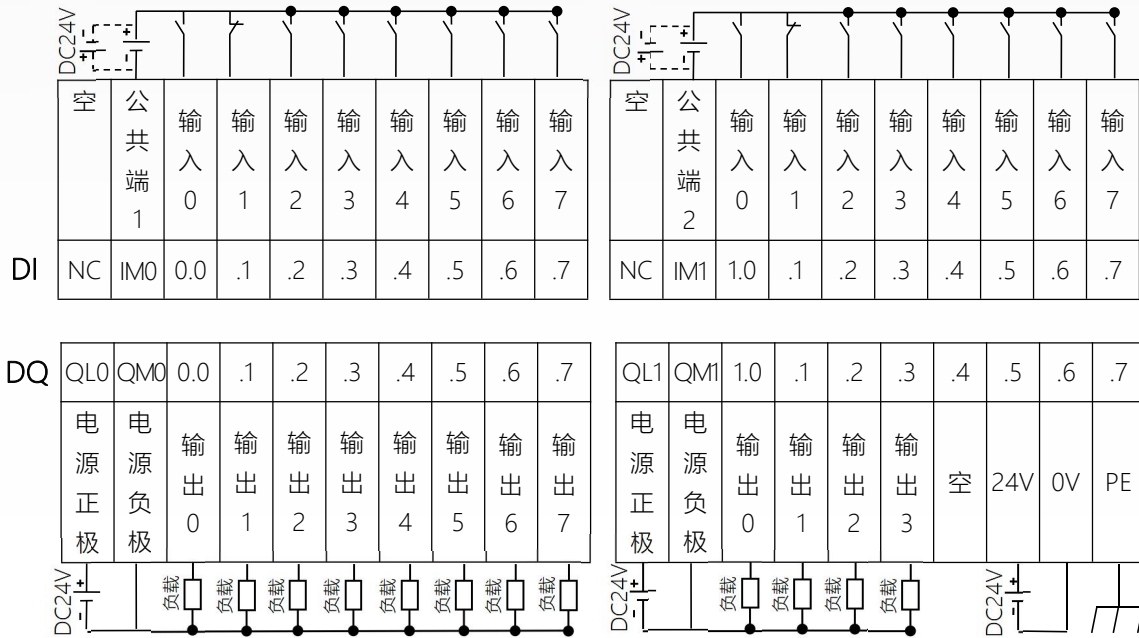 DC24V DC24V
空 公共端1 输入0 输入1 输入2 输入3 输入4 输入5 输入6 输入7 空 公共端2 输入0 输入1 输入2 输入3 输入4 输入5 输入6 输入7
DI NC IM0 0.0 .1 .2 .3 .4 .5 .6 .7 NC IM1 1.0 .1 .2 .3 .4 .5 .6 .7
DQ QL0 QM0 0.0 .1 .2 .3 .4 .5 .6 .7 QL1 QM1 1.0 .1 .2 .3 .4 .5 .6 .7
电源正极 电源负极 输出0 输出1 输出2 输出3 输出4 输出5 输出6 输出7 电源正极 电源负极 输出0 输出1 输出2 输出3 空 24V 0V PE
DC24V 负载 负载 负载 负载 负载 负载 负载 负载 DC24V 负载 负载 负载 负载 DC24V